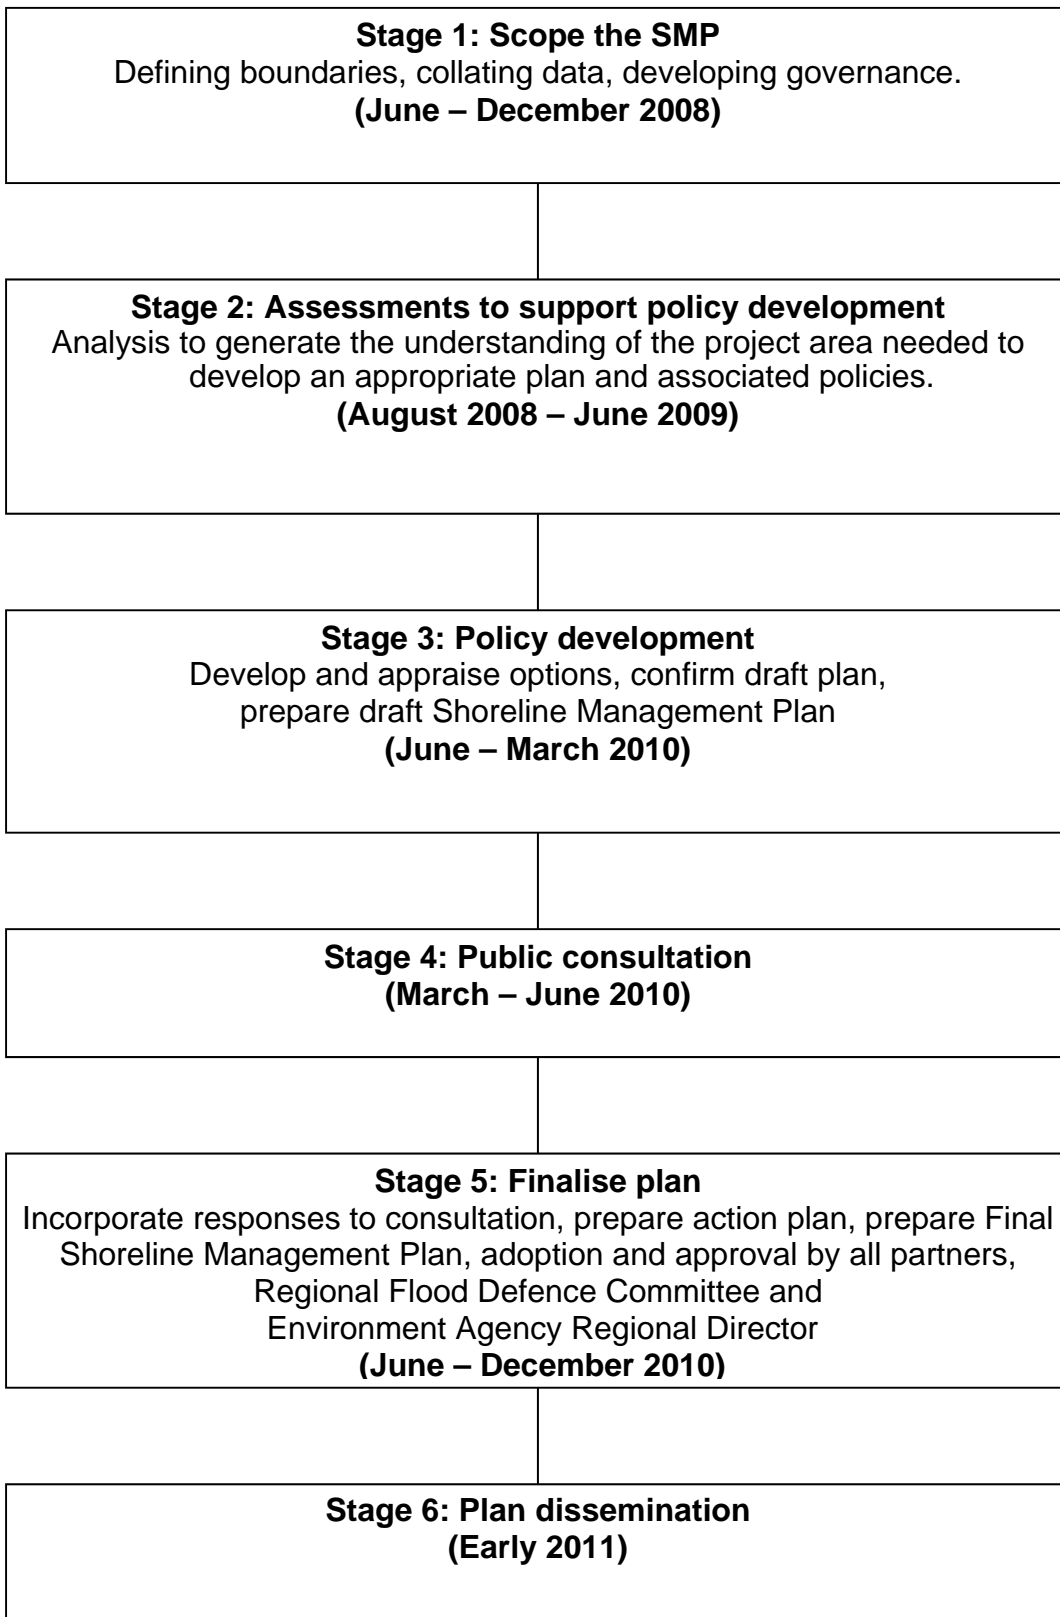 Stage 1: Scope the SMP
Defining boundaries, collating data, developing governance.
(June – December 2008)
Stage 2: Assessments to support policy development
Analysis to generate the understanding of the project area needed to
develop an appropriate plan and associated policies.
(August 2008 – June 2009)
Stage 3: Policy development
Develop and appraise options, confirm draft plan,
prepare draft Shoreline Management Plan
(June – March 2010)
Stage 4: Public consultation
(March – June 2010)
Stage 5: Finalise plan
Incorporate responses to consultation, prepare action plan, prepare Final
Shoreline Management Plan, adoption and approval by all partners,
Regional Flood Defence Committee and
Environment Agency Regional Director
(June – December 2010)
Stage 6: Plan dissemination
(Early 2011)